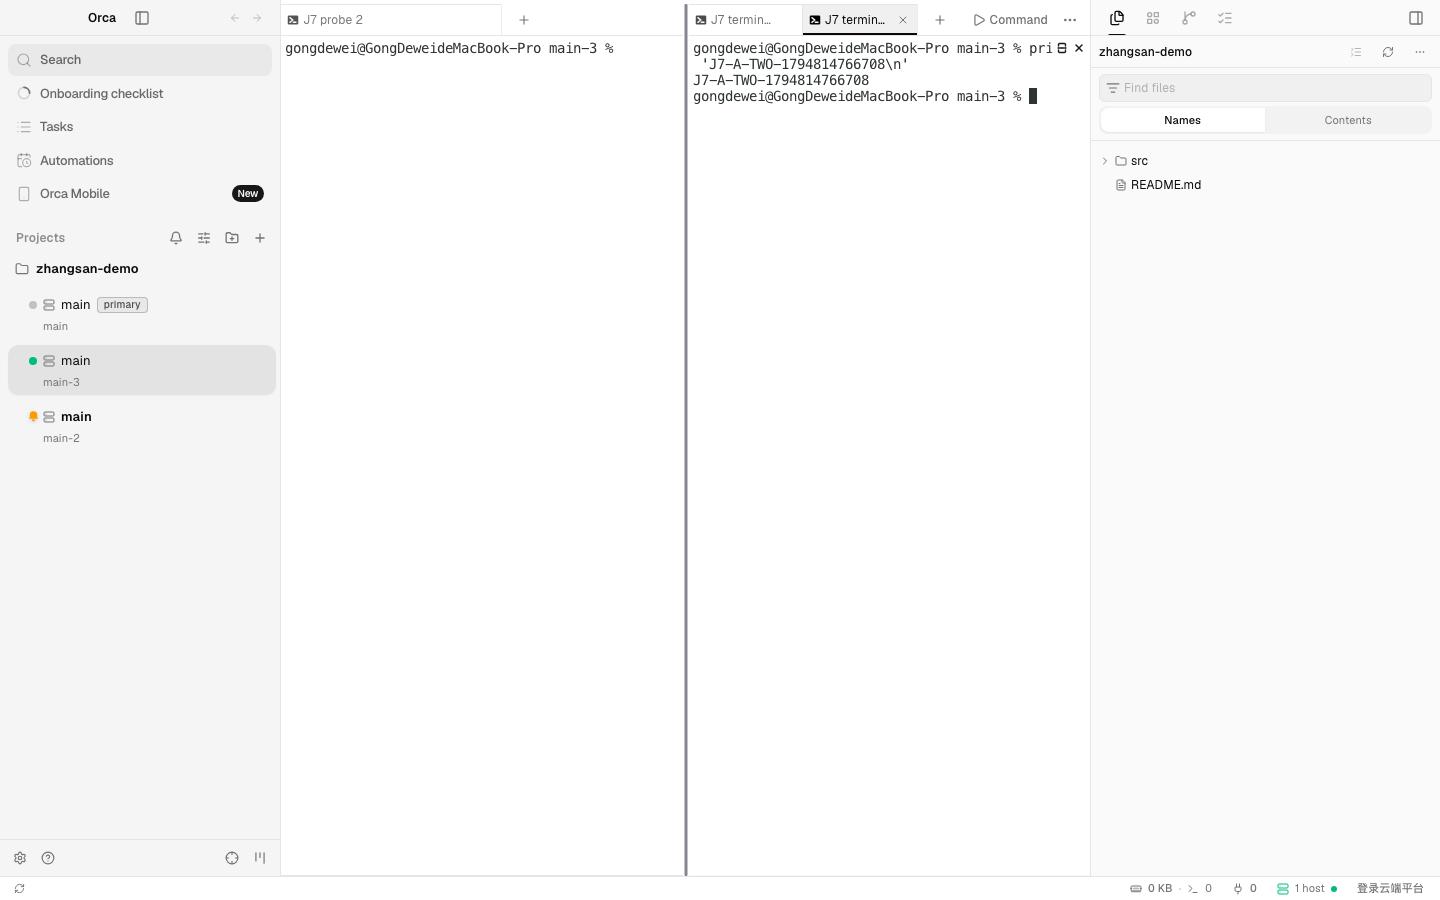 Orca
Search
Onboarding checklist
Tasks
Automations
Orca Mobile
New
Projects
zhangsan-demo
main primary
main
main
main-3
main
main-2
J7 probe 2
gongdewei@GongDeweideMacBook-Pro main-3 %
J7 termin...
J7 termin...
Command
gongdewei@GongDeweideMacBook-Pro main-3 % pri
'J7-A-TWO-1794814766708\n'
J7-A-TWO-1794814766708
gongdewei@GongDeweideMacBook-Pro main-3 %
zhangsan-demo
Find files
Names
Contents
src
README.md
0 KB · 0
0
1 host
登录云端平台